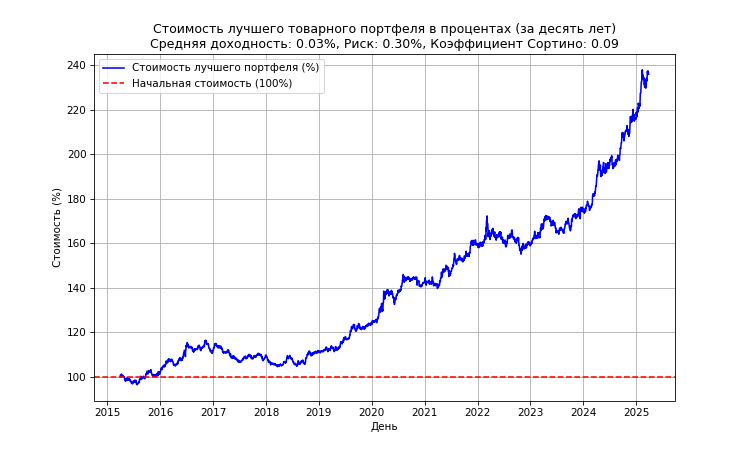 Стоимость лучшего товарного портфеля в процентах (за десять лет)
Средняя доходность: 0.03%, Риск: 0.30%, Коэффициент Сортино: 0.09
Стоимость лучшего портфеля (%)
Начальная стоимость (100%)
Стоимость (%)
240
220
200
180
160
140
120
100
2015 2016 2017 2018 2019 2020 2021 2022 2023 2024 2025
День